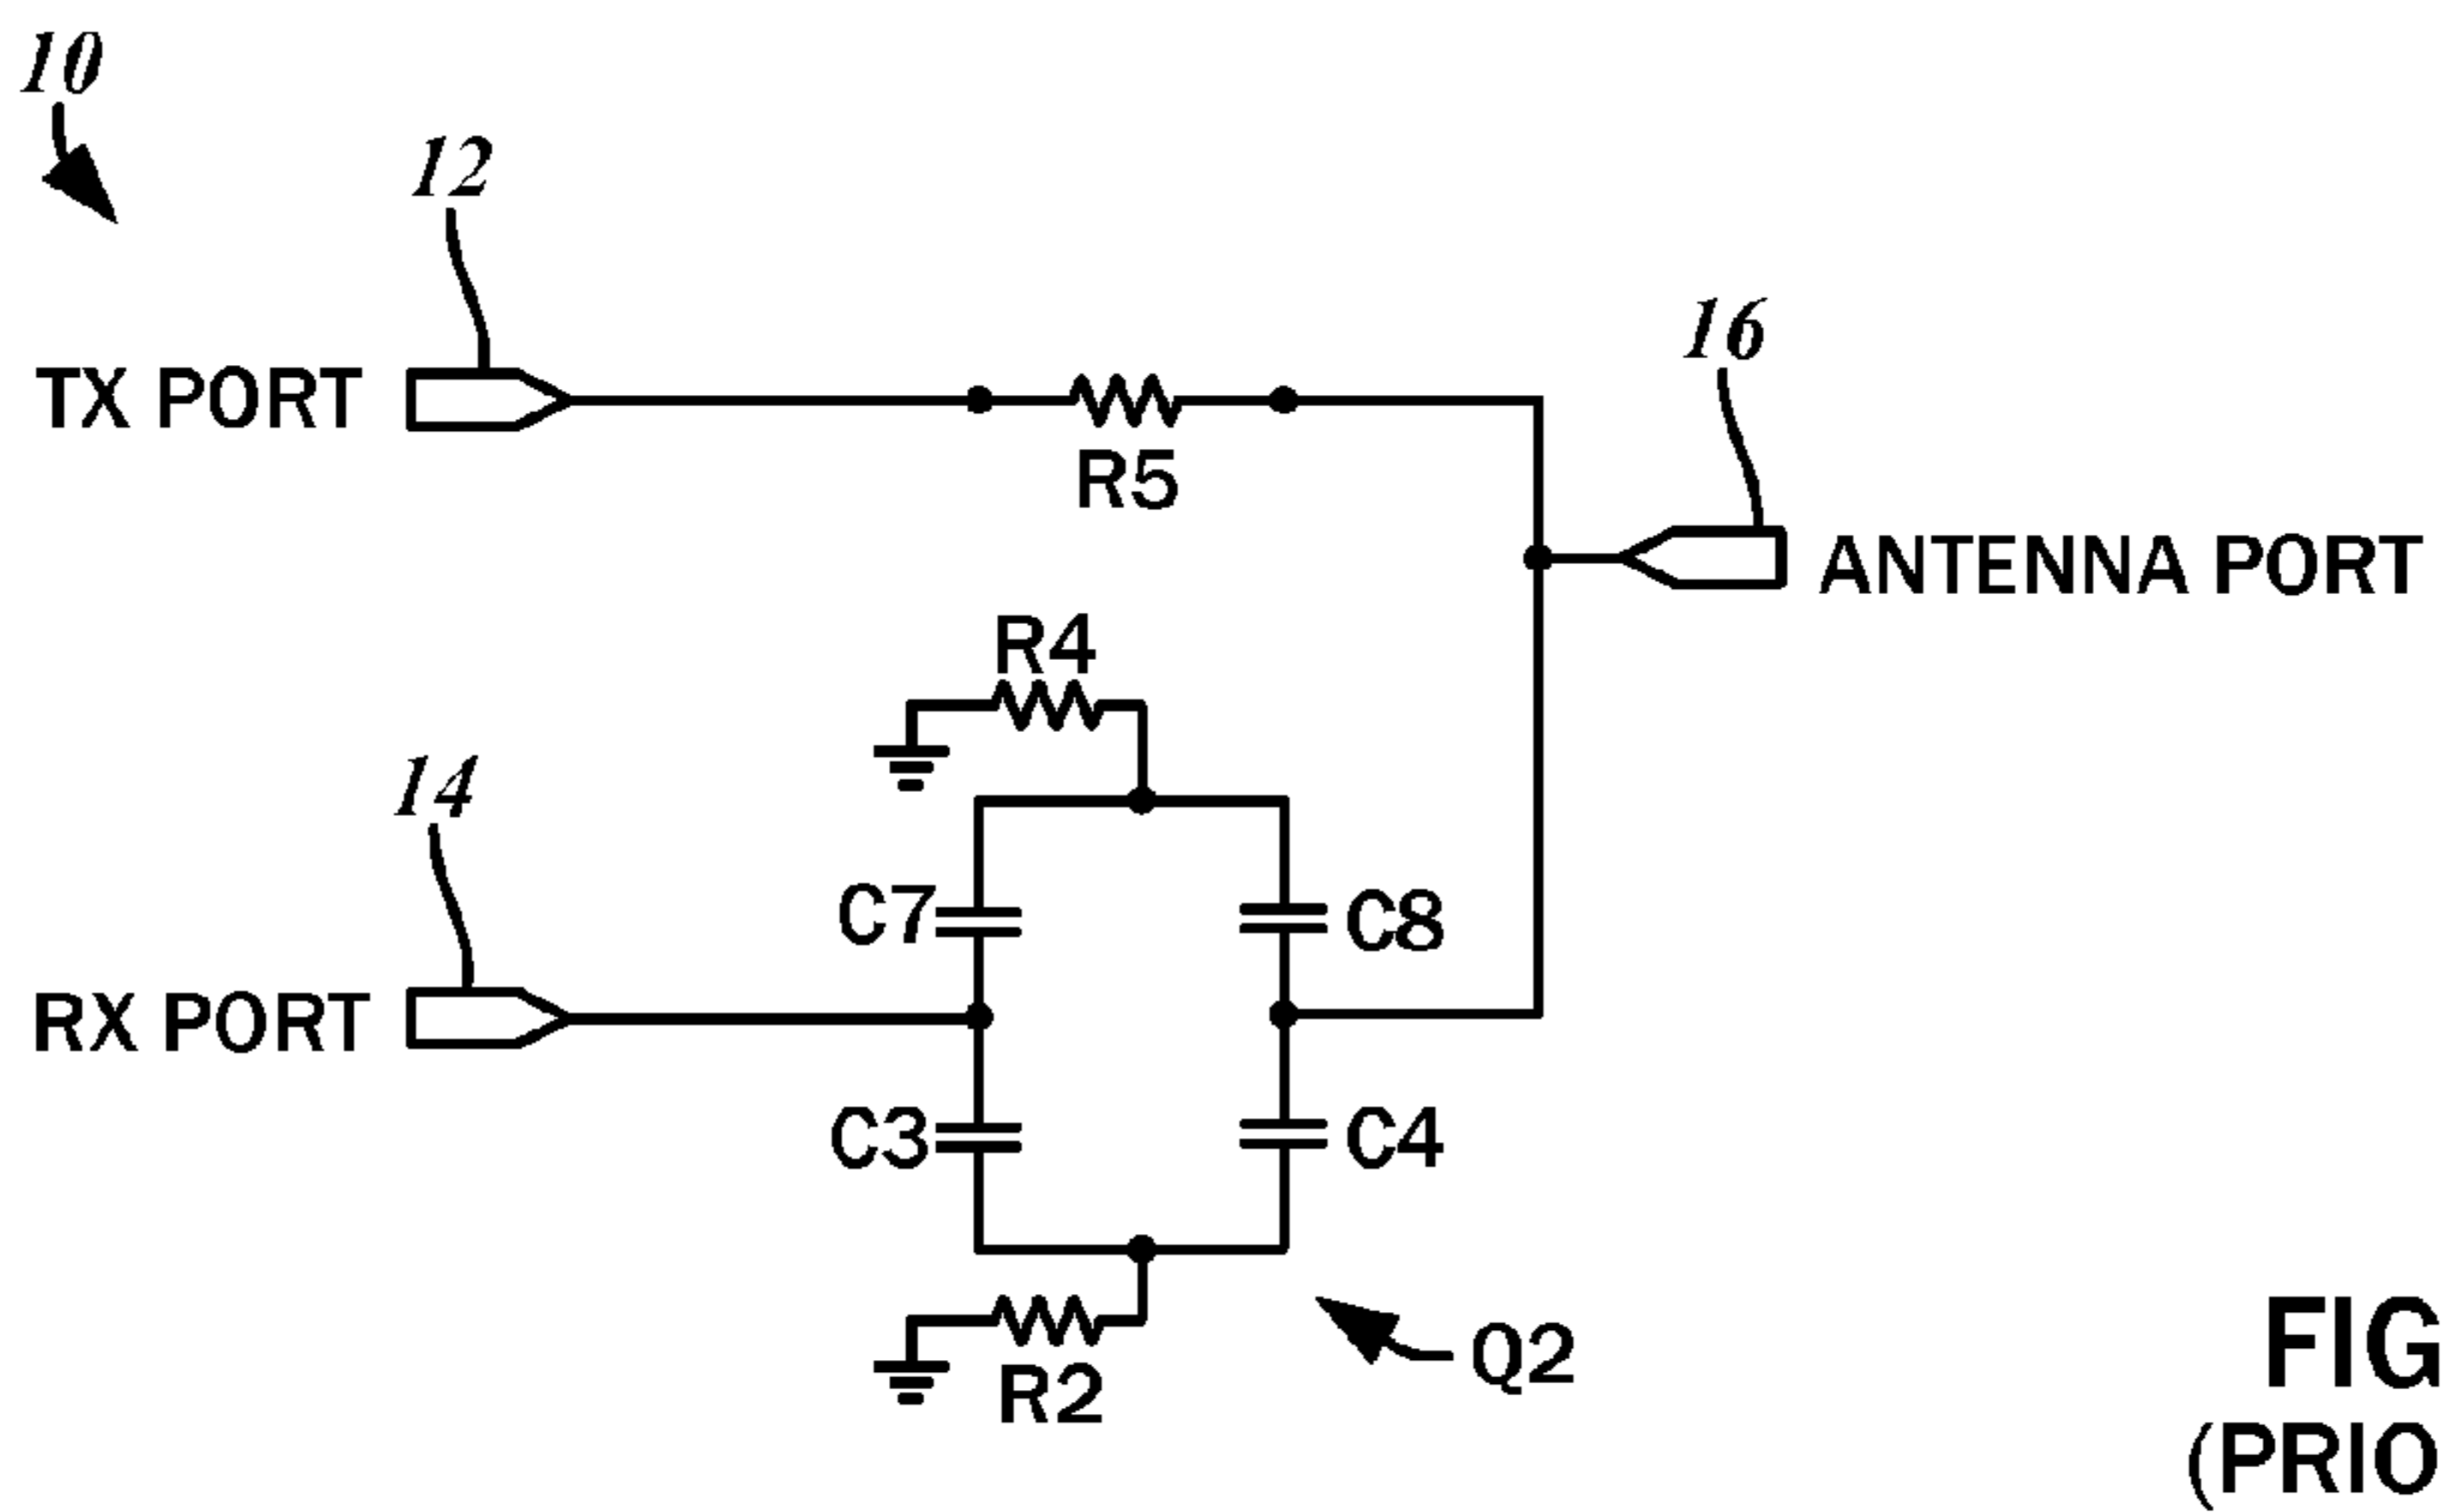 10
12
16
TX PORT
R5
ANTENNA PORT
R4
14
C7
C8
RX PORT
C3
C4
Q2
R2
FIG
(PRIO